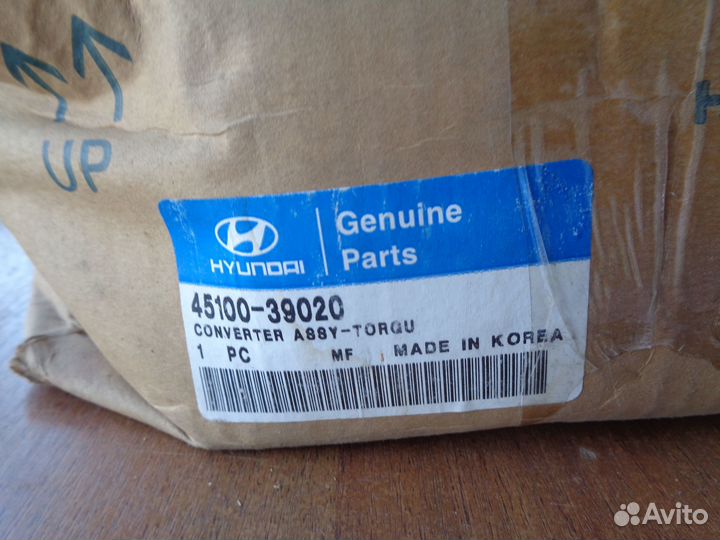 UP
H
HYUNDAI
Genuine
Parts
45100-39020
CONVERTER ASSY-TORQU
1 PC MF MADE IN KOREA
Avito